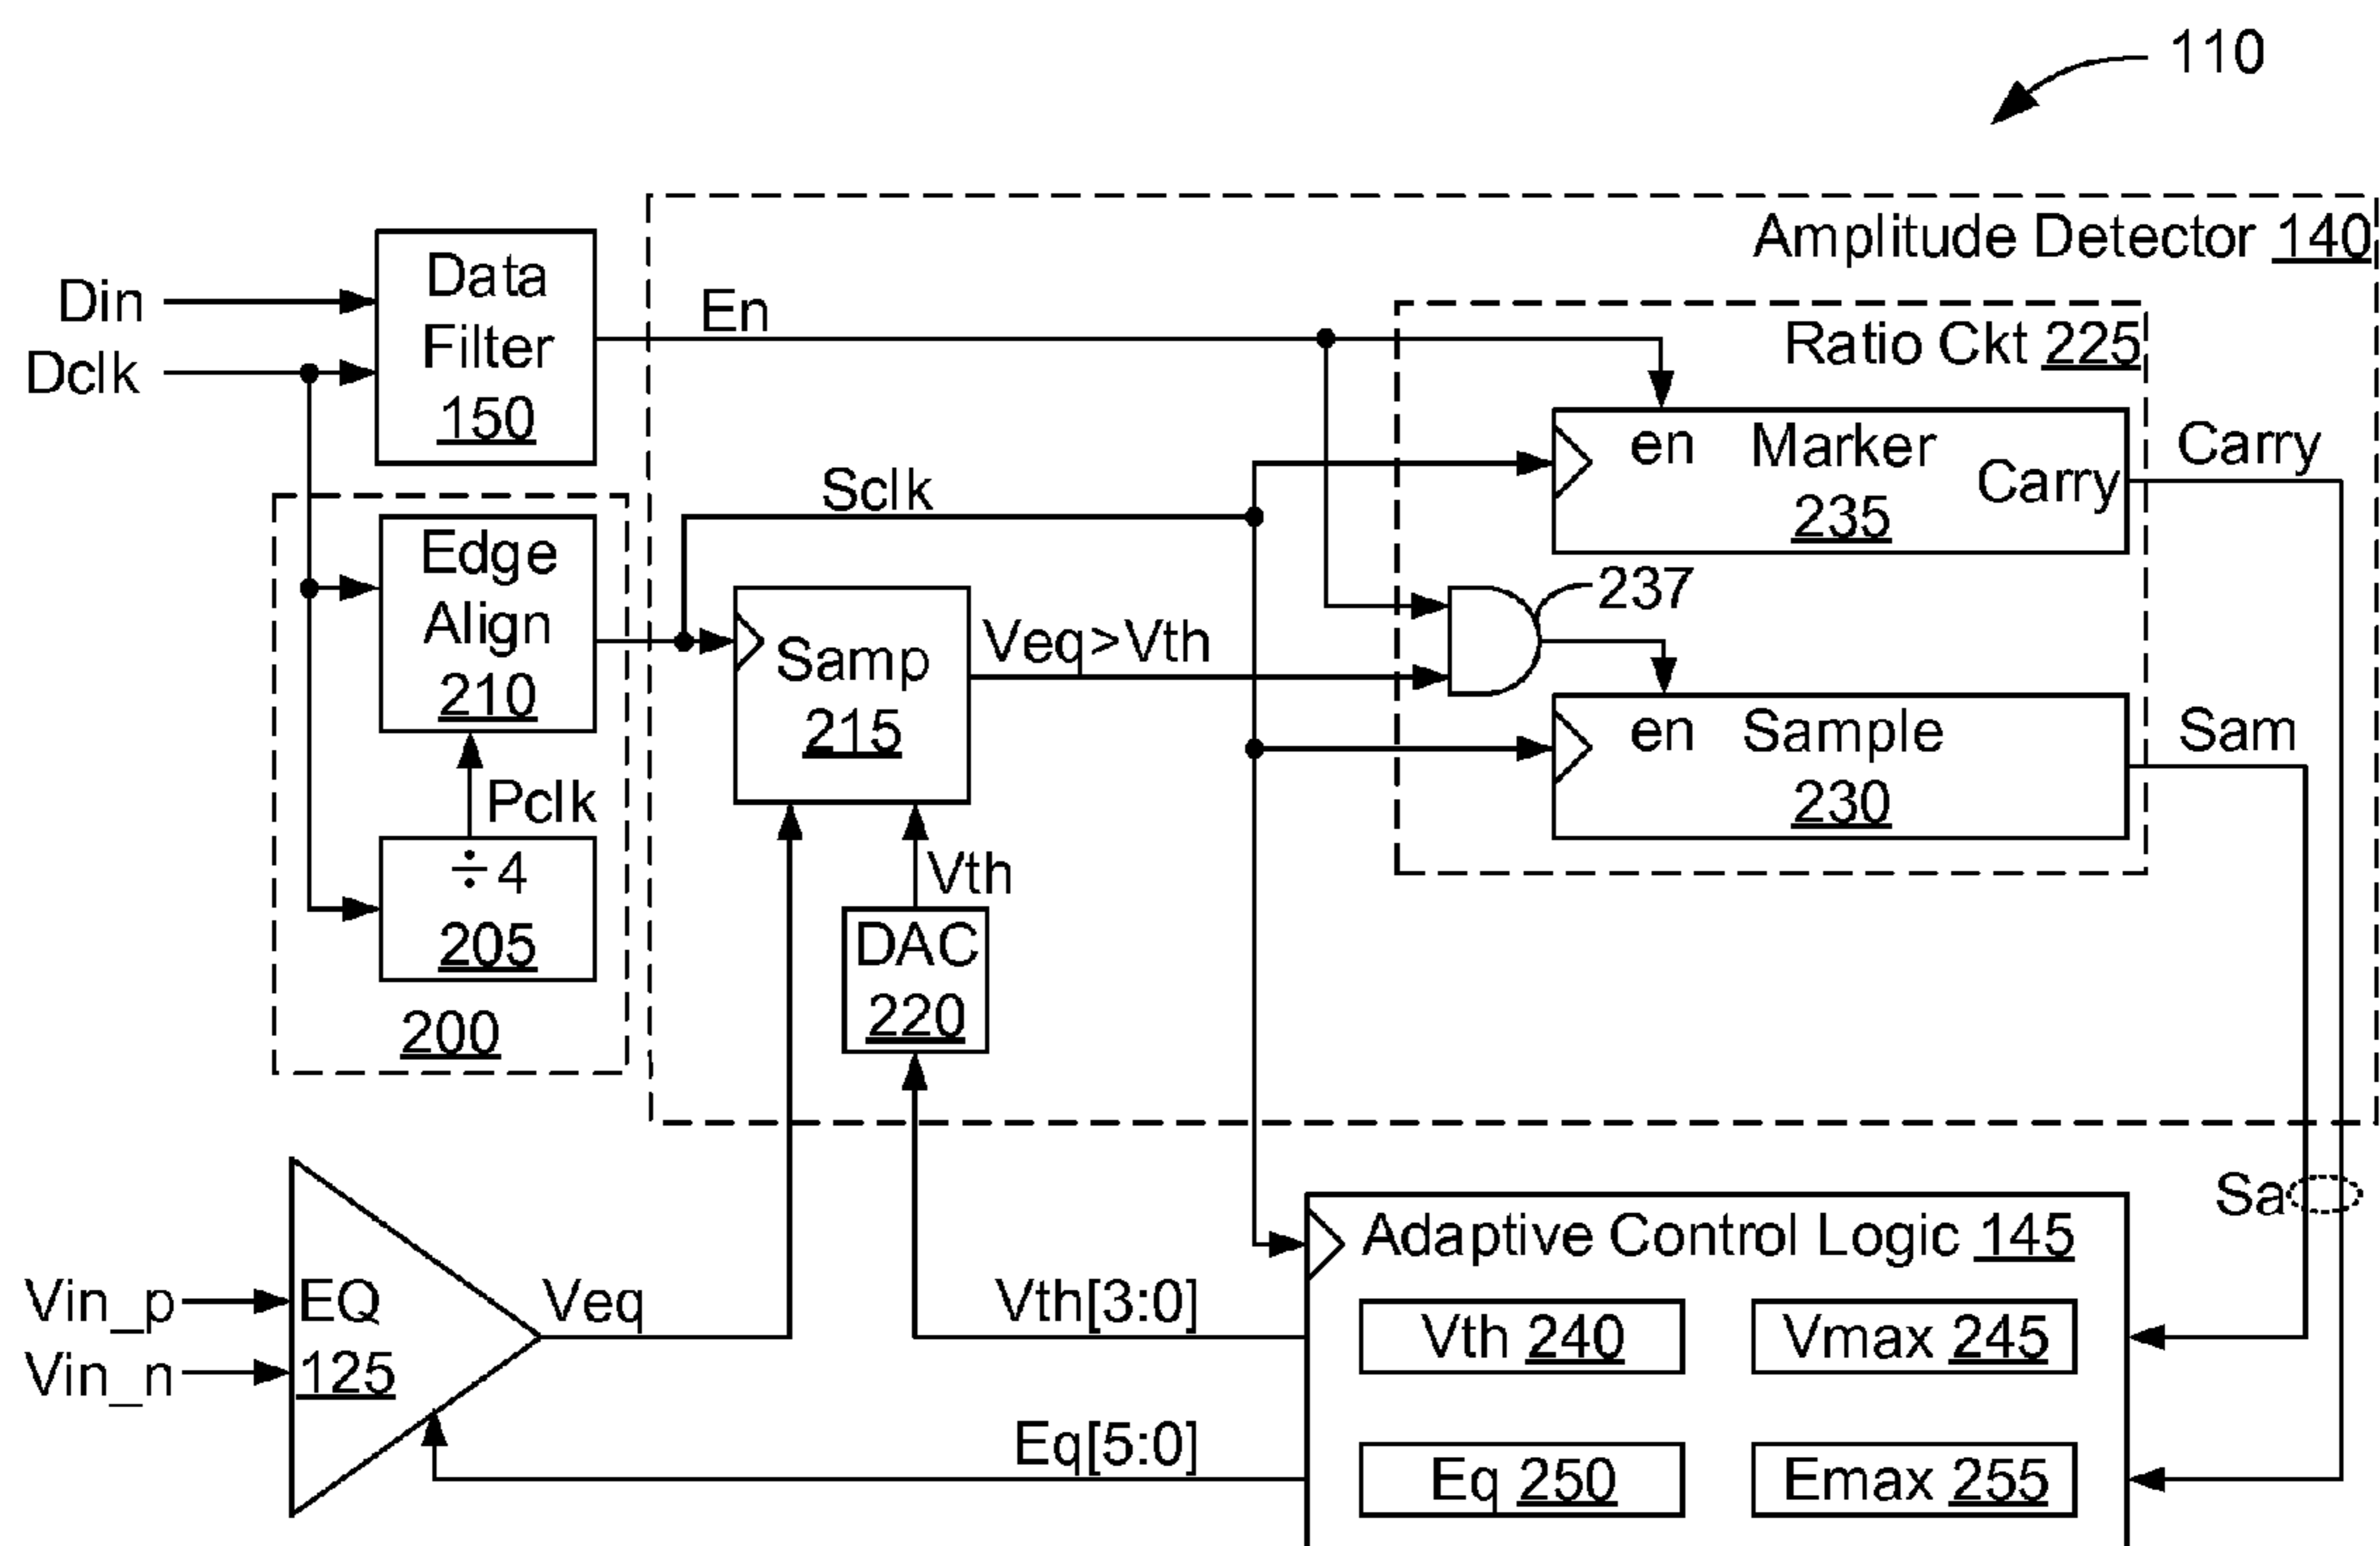 110
Amplitude Detector 140
Din
Dclk
Data
Filter
150
En
Ratio Ckt 225
en Marker
Carry
235
Carry
Sclk
Edge
Align
210
Samp
215
Veq>Vth
237
en Sample
230
Sam
Pclk
÷4
205
200
Vth
DAC
220
Sa
Adaptive Control Logic 145
Vin_p
Vin_n
EQ
125
Veq
Vth[3:0]
Vth 240
Vmax 245
Eq[5:0]
Eq 250
Emax 255